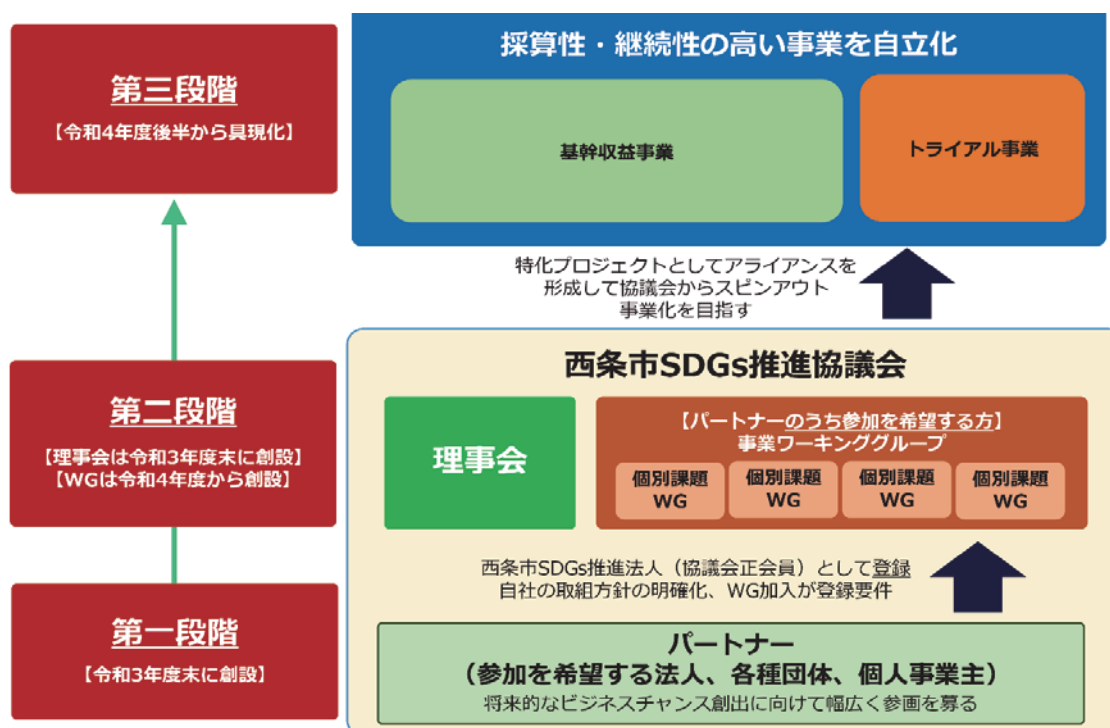 第三段階
【令和4年度後半から具現化】
採算性・継続性の高い事業を自立化
基幹収益事業
トライアル事業
特化プロジェクトとしてアライアンスを
形成して協議会からスピンアウト
事業化を目指す
第二段階
【理事会は令和3年度末に創設】
【WGは令和4年度から創設】
西条市SDGs推進協議会
理事会
【パートナーのうち参加を希望する方】
事業ワーキンググループ
個別課題
WG
個別課題
WG
個別課題
WG
個別課題
WG
西条市SDGs推進法人（協議会正会員）として登録
自社の取組方針の明確化、WG加入が登録要件
第一段階
【令和3年度末に創設】
パートナー
（参加を希望する法人、各種団体、個人事業主）
将来的なビジネスチャンス創出に向けて幅広く参画を募る